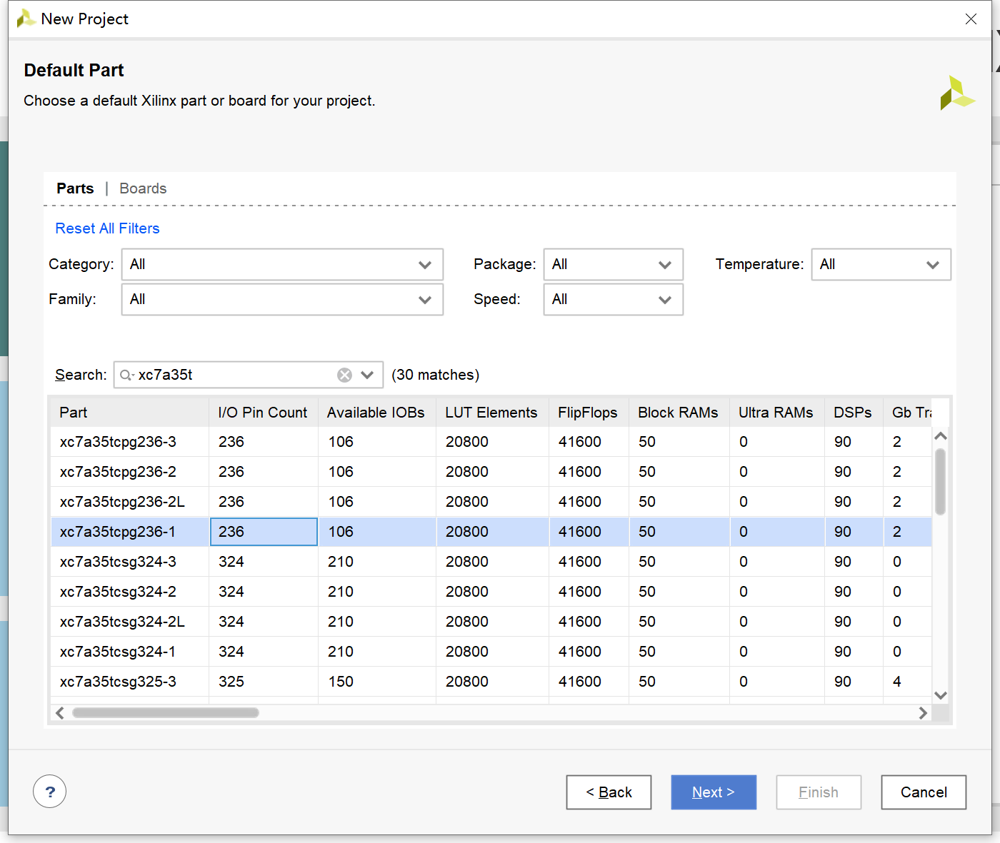 New Project
Default Part
Choose a default Xilinx part or board for your project.
Parts | Boards
Reset All Filters
Category: All Package: All Temperature: All
Family: All Speed: All
Search: xc7a35t (30 matches)
Part I/O Pin Count Available IOBs LUT Elements FlipFlops Block RAMs Ultra RAMs DSPs Gb Tra
xc7a35tcpg236-3 236 106 20800 41600 50 0 90 2
xc7a35tcpg236-2 236 106 20800 41600 50 0 90 2
xc7a35tcpg236-2L 236 106 20800 41600 50 0 90 2
xc7a35tcpg236-1 236 106 20800 41600 50 0 90 2
xc7a35tcsg324-3 324 210 20800 41600 50 0 90 0
xc7a35tcsg324-2 324 210 20800 41600 50 0 90 0
xc7a35tcsg324-2L 324 210 20800 41600 50 0 90 0
xc7a35tcsg324-1 324 210 20800 41600 50 0 90 0
xc7a35tcsg325-3 325 150 20800 41600 50 0 90 4
? < Back Next > Finish Cancel